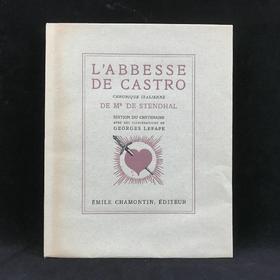 L'ABBESSE
DE CASTRO
CHRONIQUE ITALIENNE
DE Mr DE STENDHAL
ÉDITION DU CENTENAIRE
AVEC DES ILLUSTRATIONS DE
GEORGES LEPAPE
ÉMILE CHAMONTIN, ÉDITEUR